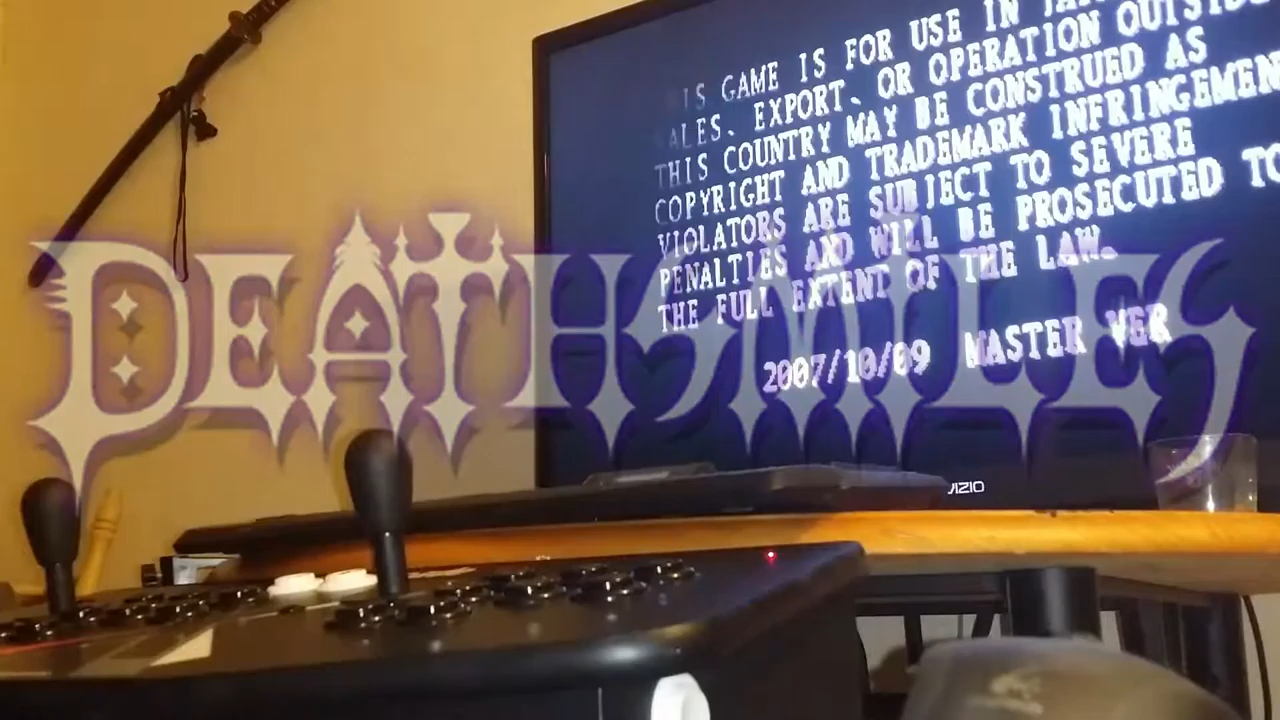 IS GAME IS FOR USE IN
ALES, EXPORT, OR OPERATION OUTSIDE
THIS COUNTRY MAY BE CONSTRUED AS
COPYRIGHT AND TRADEMARK INFRINGEMEN
VIOLATORS ARE SUBJECT TO SEVERE
PENALTIES AND WILL BE PROSECUTED TO
THE FULL EXTENT OF THE LAW.
2007/10/09 MASTER VER
DEATHSMILES
VIZIO